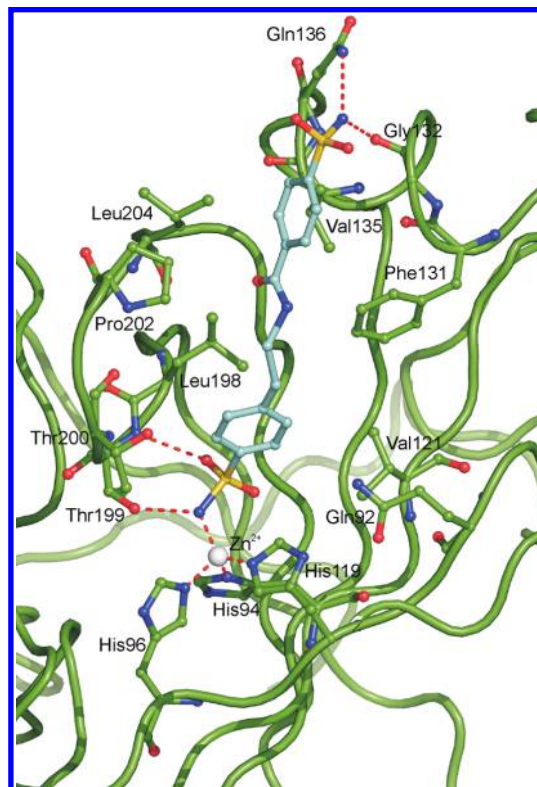 Gln136
Gly132
Leu204
Val135
Phe131
Pro202
Leu198
Thr200
Val121
Gln92
Thr199
Zn²⁺
His119
His94
His96